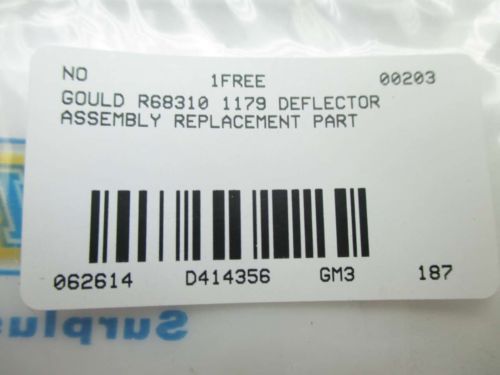 NO 1FREE 00203
GOULD R68310 1179 DEFLECTOR
ASSEMBLY REPLACEMENT PART
062614 D414356 GM3 187
Surplus